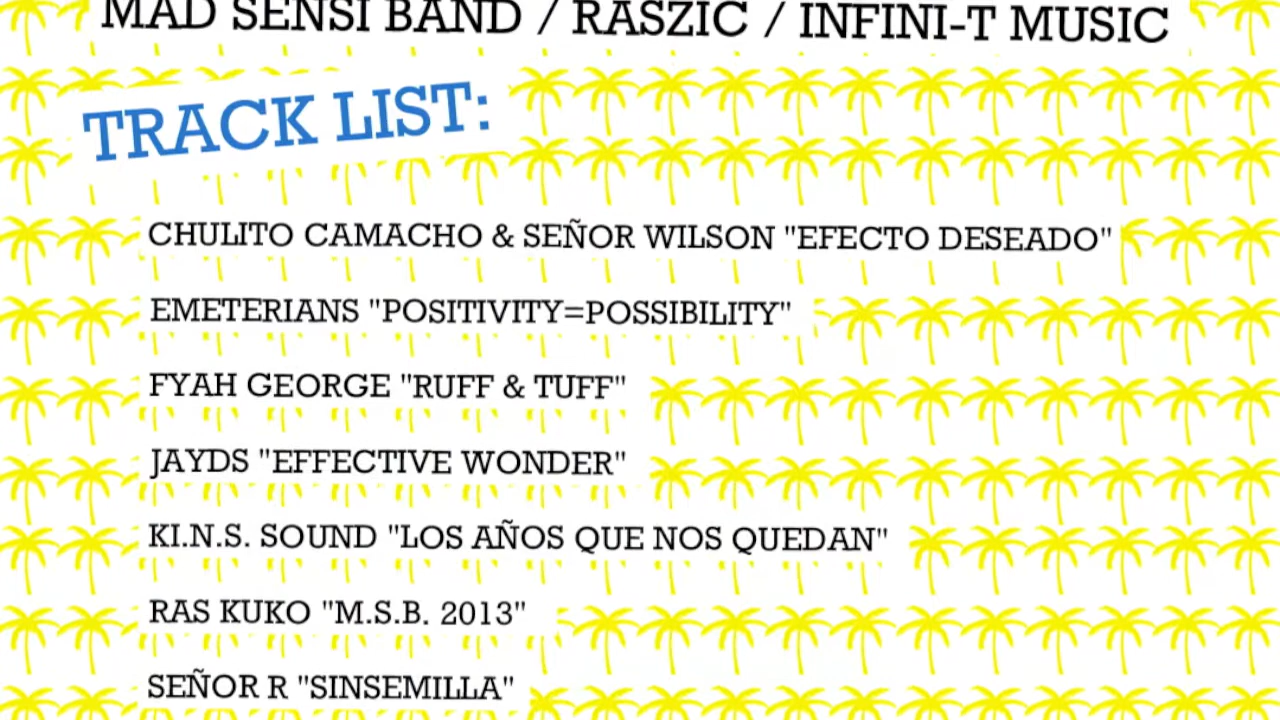 MAD SENSI BAND / RASZIC / INFINI-T MUSIC
TRACK LIST:
CHULITO CAMACHO & SEÑOR WILSON "EFECTO DESEADO"
EMETERIANS "POSITIVITY=POSSIBILITY"
FYAH GEORGE "RUFF & TUFF"
JAYDS "EFFECTIVE WONDER"
KI.N.S. SOUND "LOS AÑOS QUE NOS QUEDAN"
RAS KUKO "M.S.B. 2013"
SEÑOR R "SINSEMILLA"